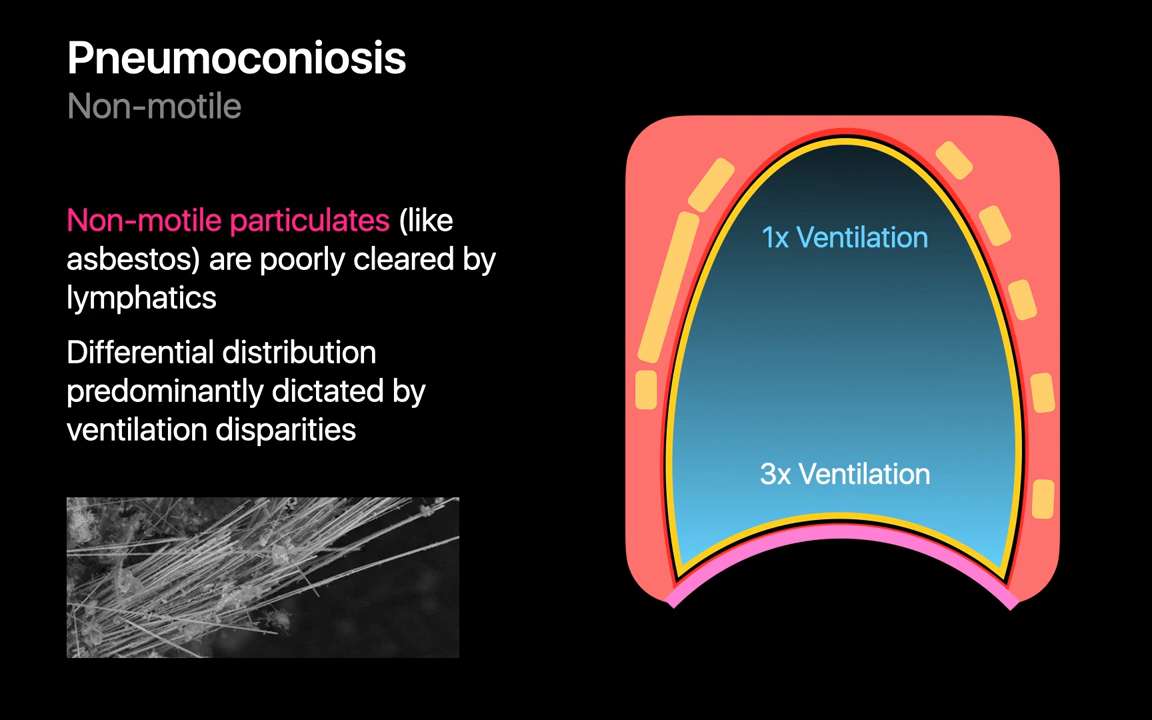 Pneumoconiosis
Non-motile
Non-motile particulates (like
asbestos) are poorly cleared by
lymphatics
Differential distribution
predominantly dictated by
ventilation disparities
1x Ventilation
3x Ventilation